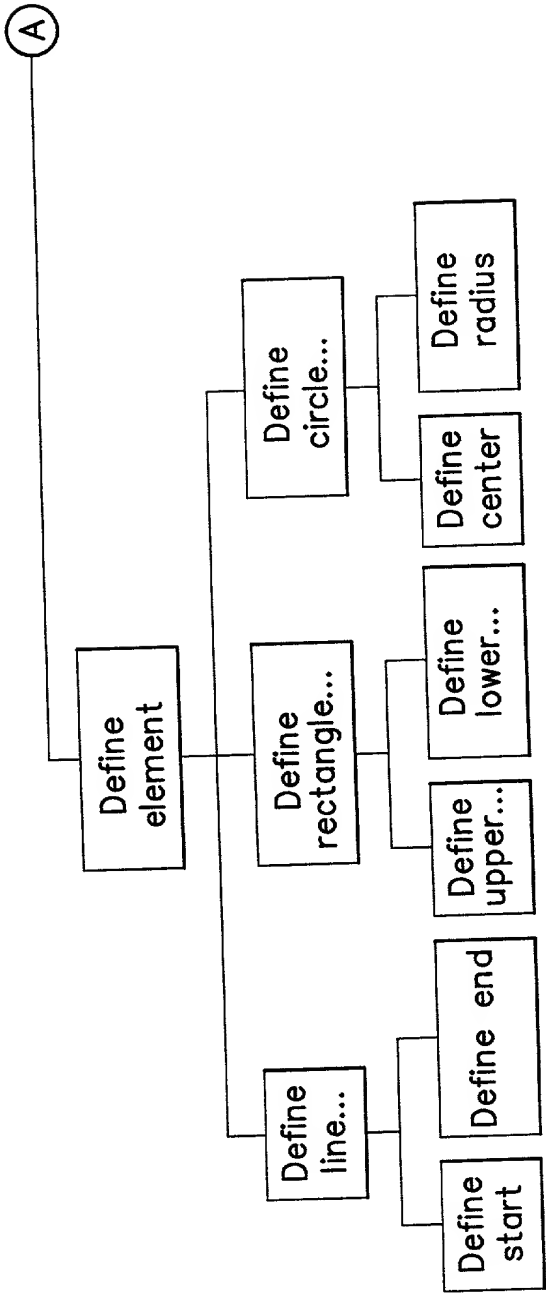 A
Define
element
Define
line...
Define
rectangle...
Define
circle...
Define
start
Define end
Define
upper...
Define
lower...
Define
center
Define
radius